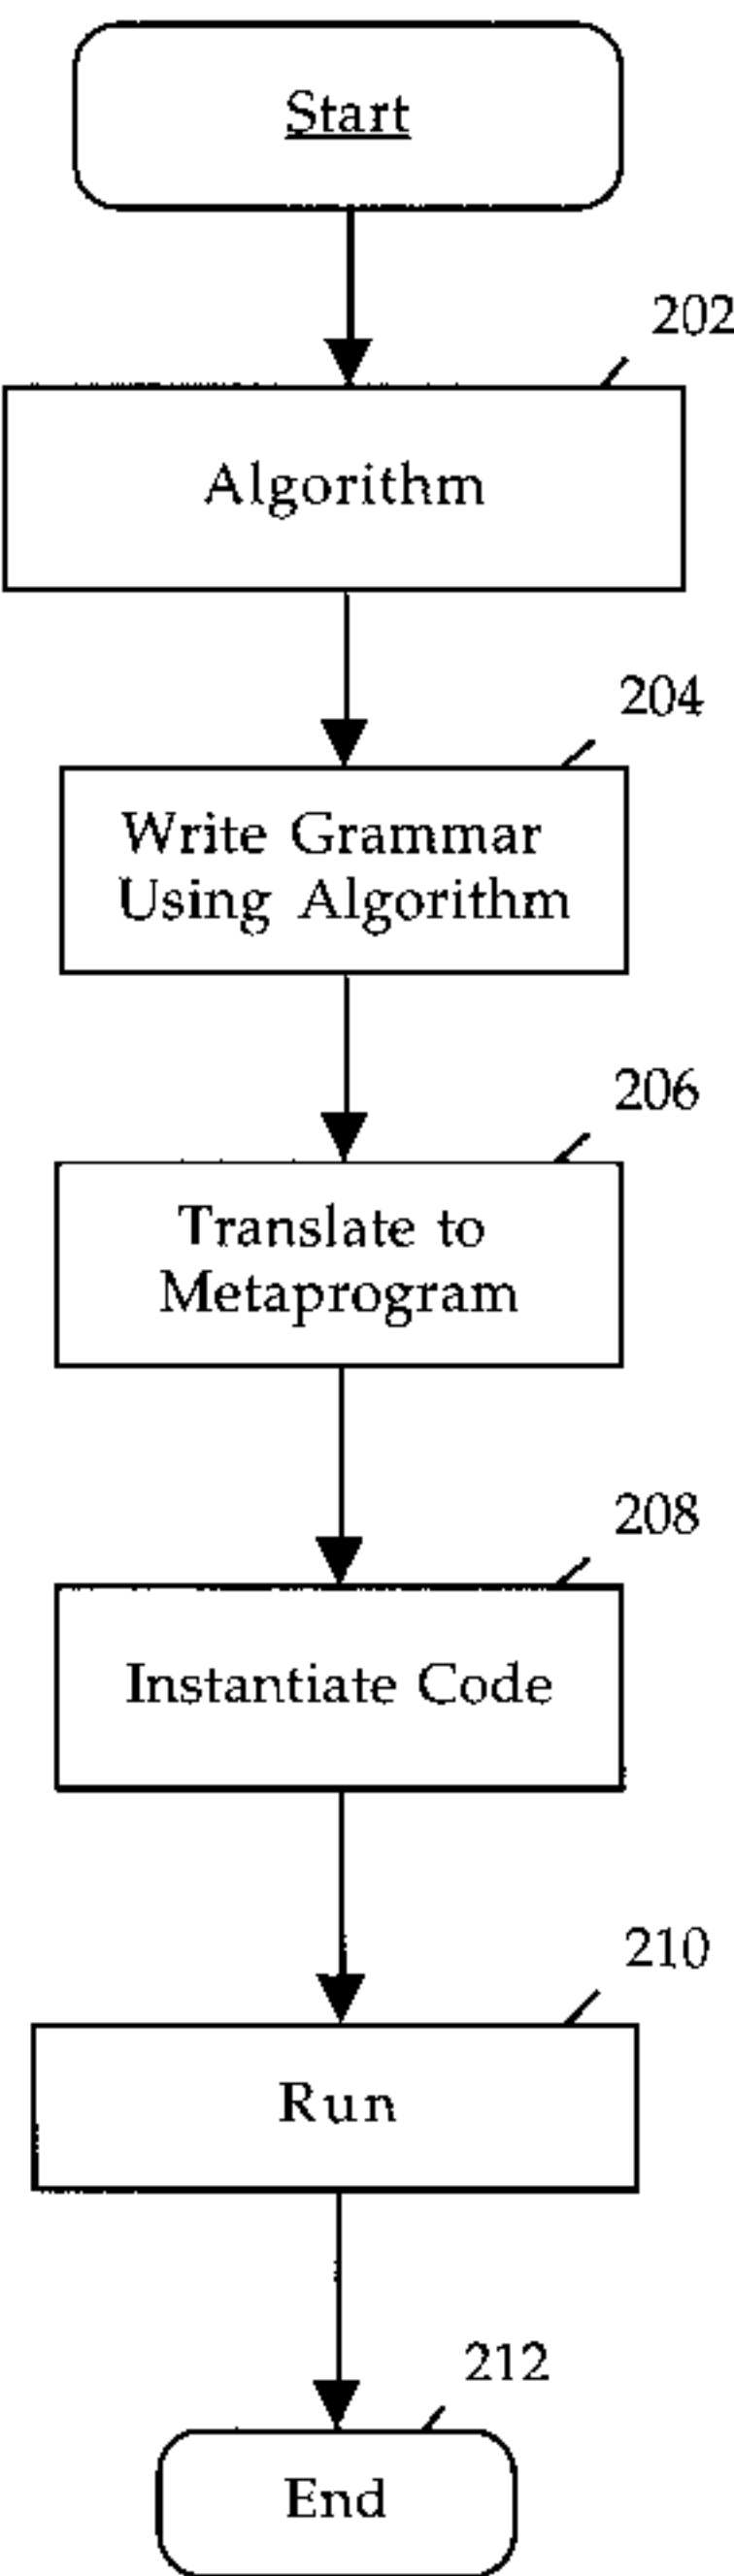 Start
202
Algorithm
204
Write Grammar
Using Algorithm
206
Translate to
Metaprogram
208
Instantiate Code
210
Run
212
End